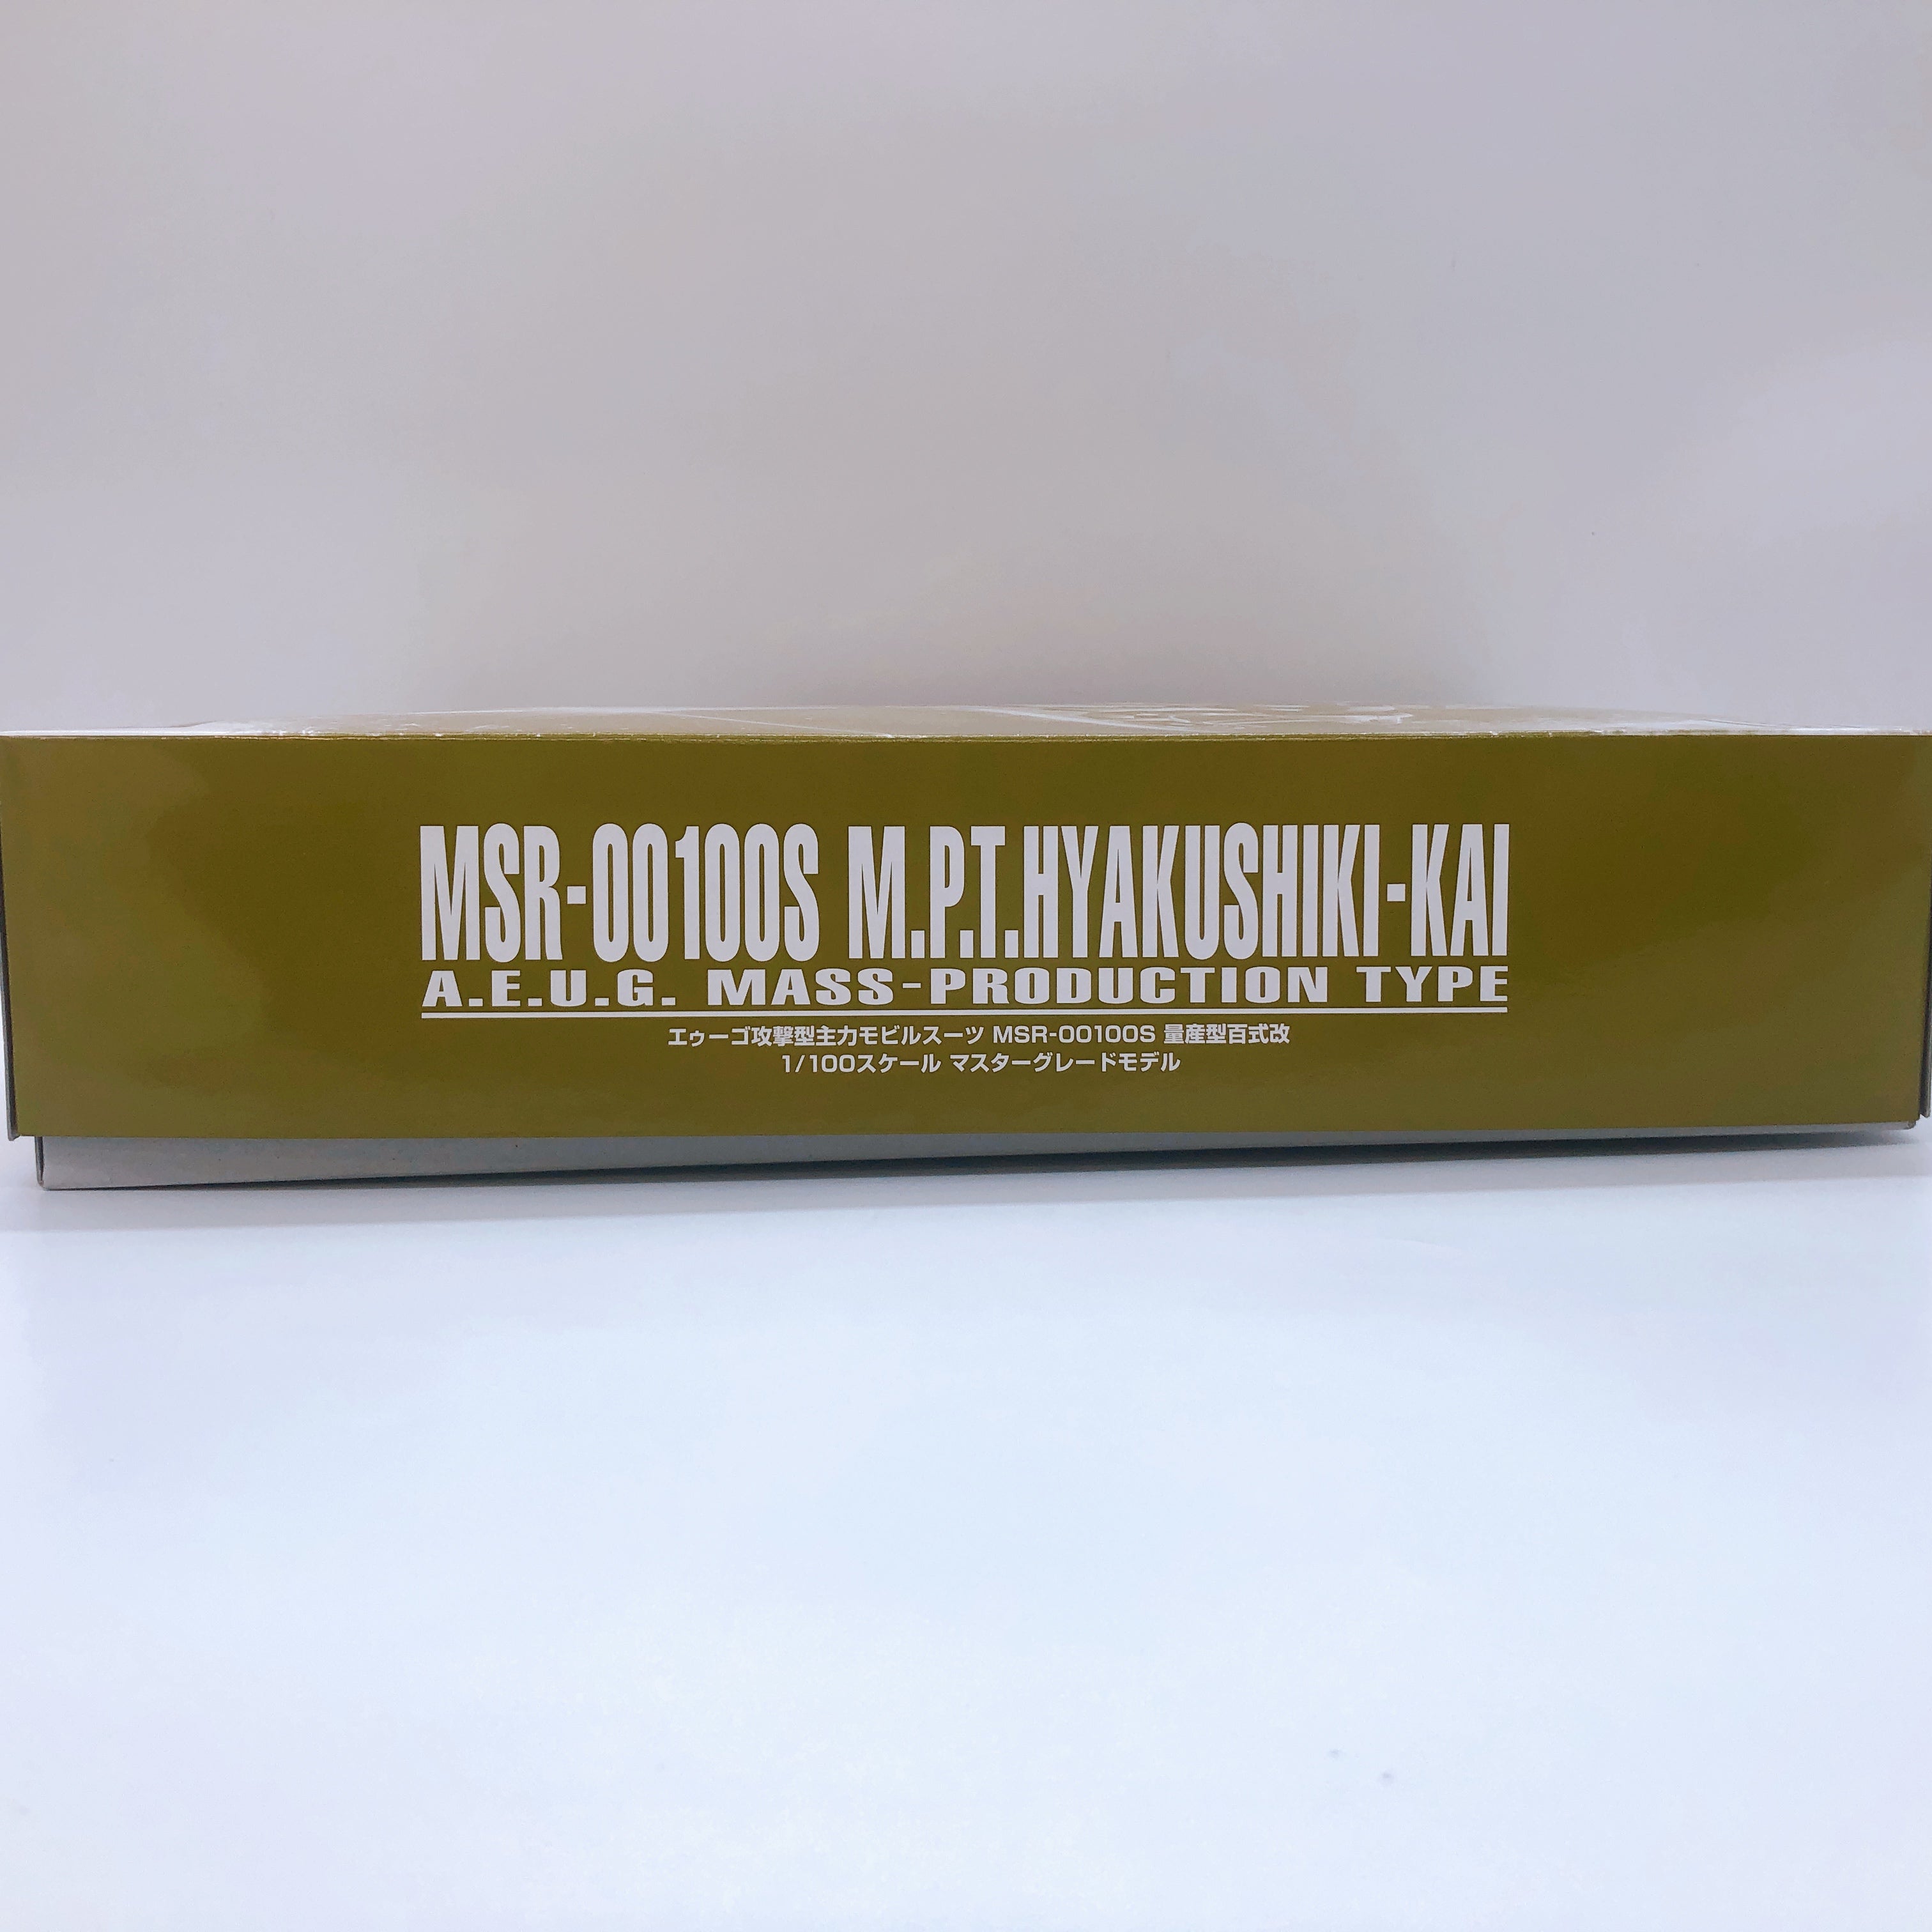 MSR-00100S M.P.T.HYAKUSHIKI-KAI
A.E.U.G. MASS-PRODUCTION TYPE
エゥーゴ攻撃型主力モビルスーツ MSR-00100S 量産型百式改
1/100スケール マスターグレードモデル